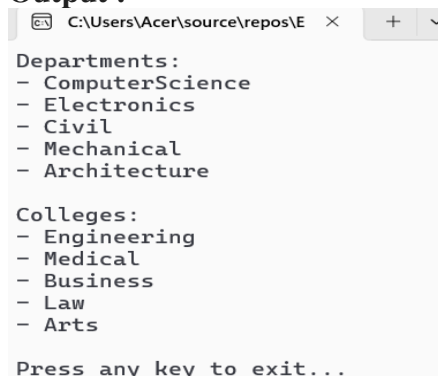 Output :
C:\Users\Acer\source\repos\E
Departments:
- ComputerScience
- Electronics
- Civil
- Mechanical
- Architecture
Colleges:
- Engineering
- Medical
- Business
- Law
- Arts
Press any key to exit...